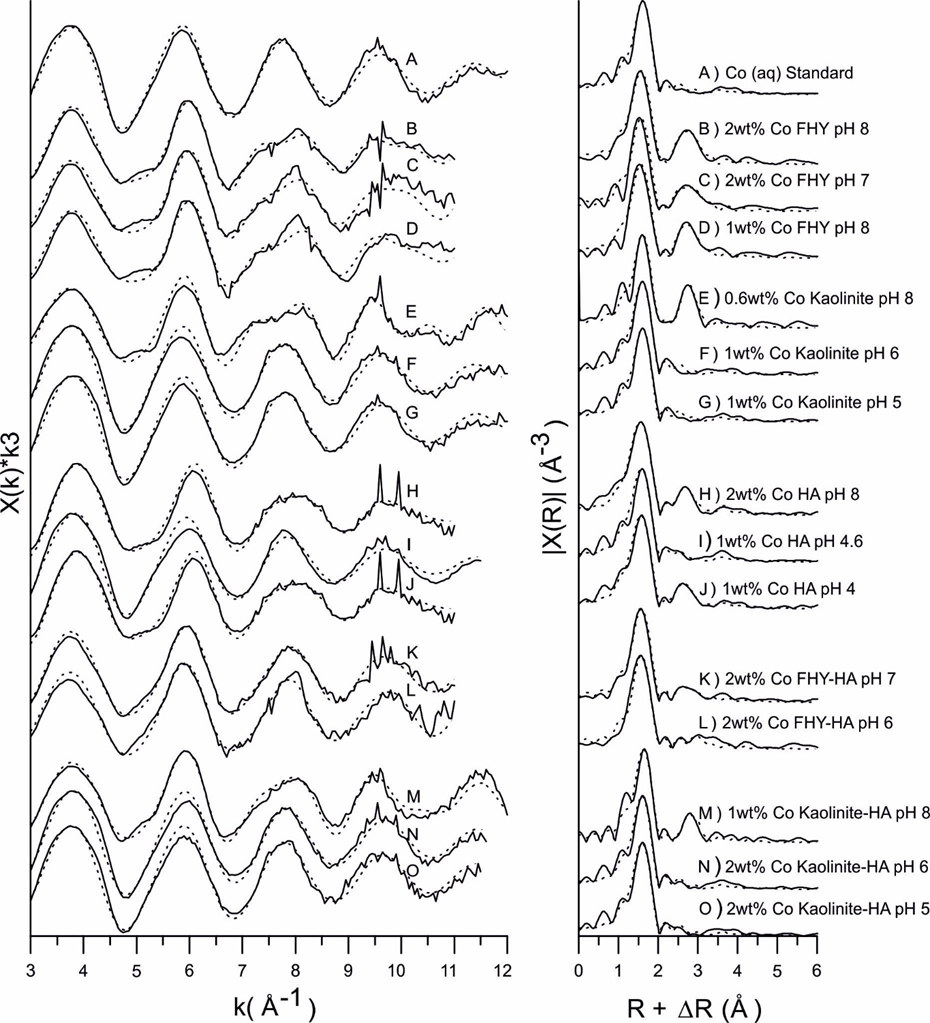 X(k)*k3
A
B
C
D
E
F
G
H
I
J
K
L
M
N
O
3 4 5 6 7 8 9 10 11 12
k( Å-1)
|X(R)| (Å-3)
A ) Co (aq) Standard
B ) 2wt% Co FHY pH 8
C ) 2wt% Co FHY pH 7
D ) 1wt% Co FHY pH 8
E ) 0.6wt% Co Kaolinite pH 8
F ) 1wt% Co Kaolinite pH 6
G ) 1wt% Co Kaolinite pH 5
H ) 2wt% Co HA pH 8
I ) 1wt% Co HA pH 4.6
J ) 1wt% Co HA pH 4
K ) 2wt% Co FHY-HA pH 7
L ) 2wt% Co FHY-HA pH 6
M ) 1wt% Co Kaolinite-HA pH 8
N ) 2wt% Co Kaolinite-HA pH 6
O ) 2wt% Co Kaolinite-HA pH 5
0 1 2 3 4 5 6
R + ΔR (Å)